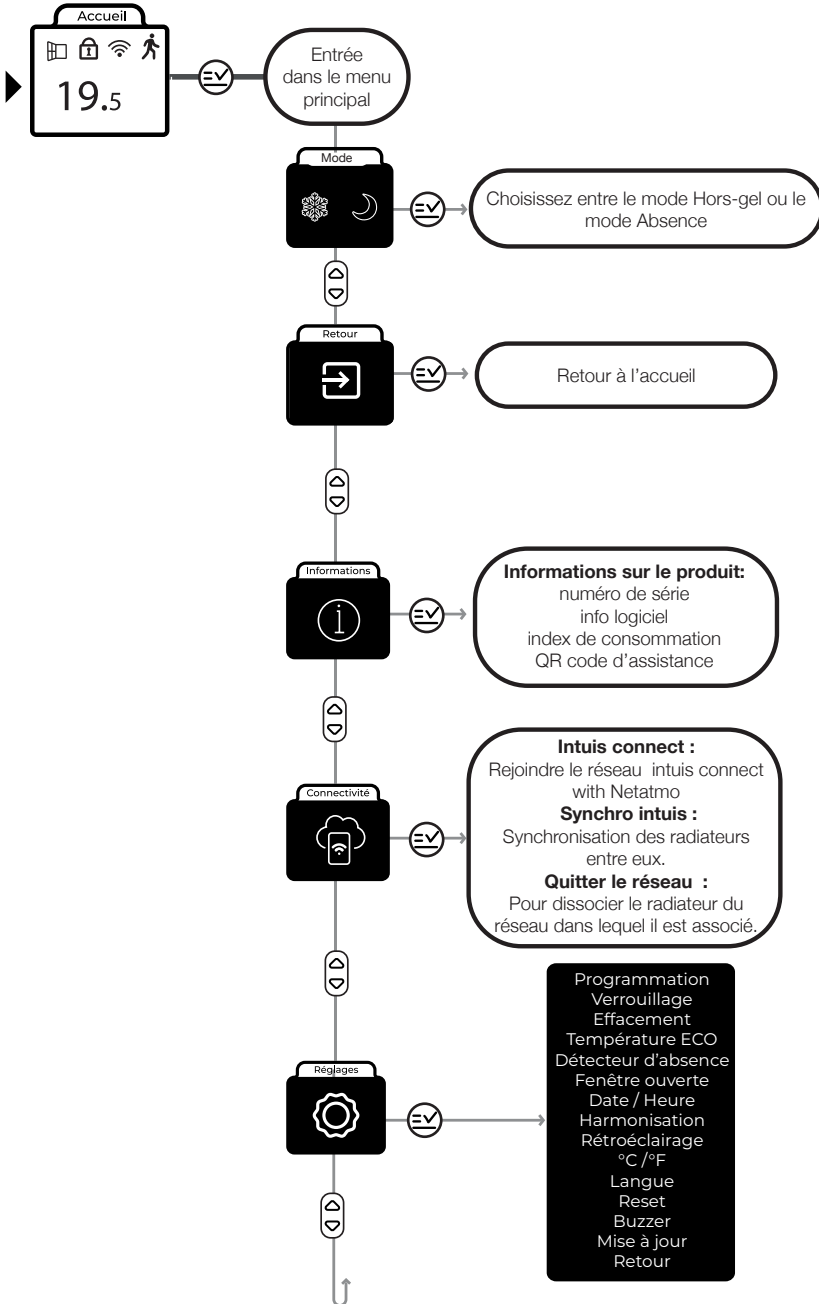 Accueil
19.5
Entrée
dans le menu
principal
Mode
Choisissez entre le mode Hors-gel ou le
mode Absence
Retour
Retour à l'accueil
Informations
Informations sur le produit:
numéro de série
info logiciel
index de consommation
QR code d'assistance
Connectivité
Intuis connect :
Rejoindre le réseau intuis connect
with Netatmo
Synchro intuis :
Synchronisation des radiateurs
entre eux.
Quitter le réseau :
Pour dissocier le radiateur du
réseau dans lequel il est associé.
Réglages
Programmation
Verrouillage
Effacement
Température ECO
Détecteur d'absence
Fenêtre ouverte
Date / Heure
Harmonisation
Rétroéclairage
°C /°F
Langue
Reset
Buzzer
Mise à jour
Retour